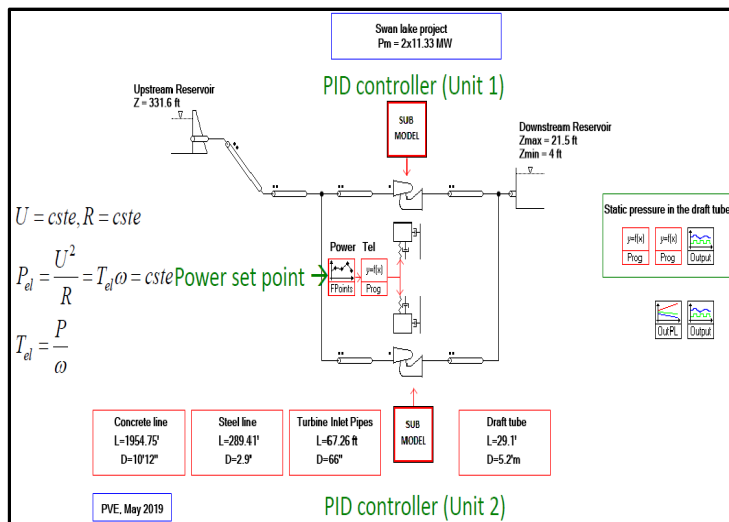 Swan lake project
Pm = 2x11.33 MW
PID controller (Unit 1)
Upstream Reservoir
Z = 331.6 ft
SUB
MODEL
Downstream Reservoir
Zmax = 21.5 ft
Zmin = 4 ft
U = cste, R = cste
P_el = U²/R = T_el ω = cste
T_el = P/ω
Power set point
Power Tel
FPoints
y=f(x)
Prog
Static pressure in the draft tube
y=f(x) y=f(x)
Prog Prog Output
OutPL Output
Concrete line
L=1954.75'
D=10'12"
Steel line
L=289.41'
D=2.9"
Turbine Inlet Pipes
L=67.26 ft
D=66"
SUB
MODEL
Draft tube
L=29.1'
D=5.2'm
PVE, May 2019
PID controller (Unit 2)